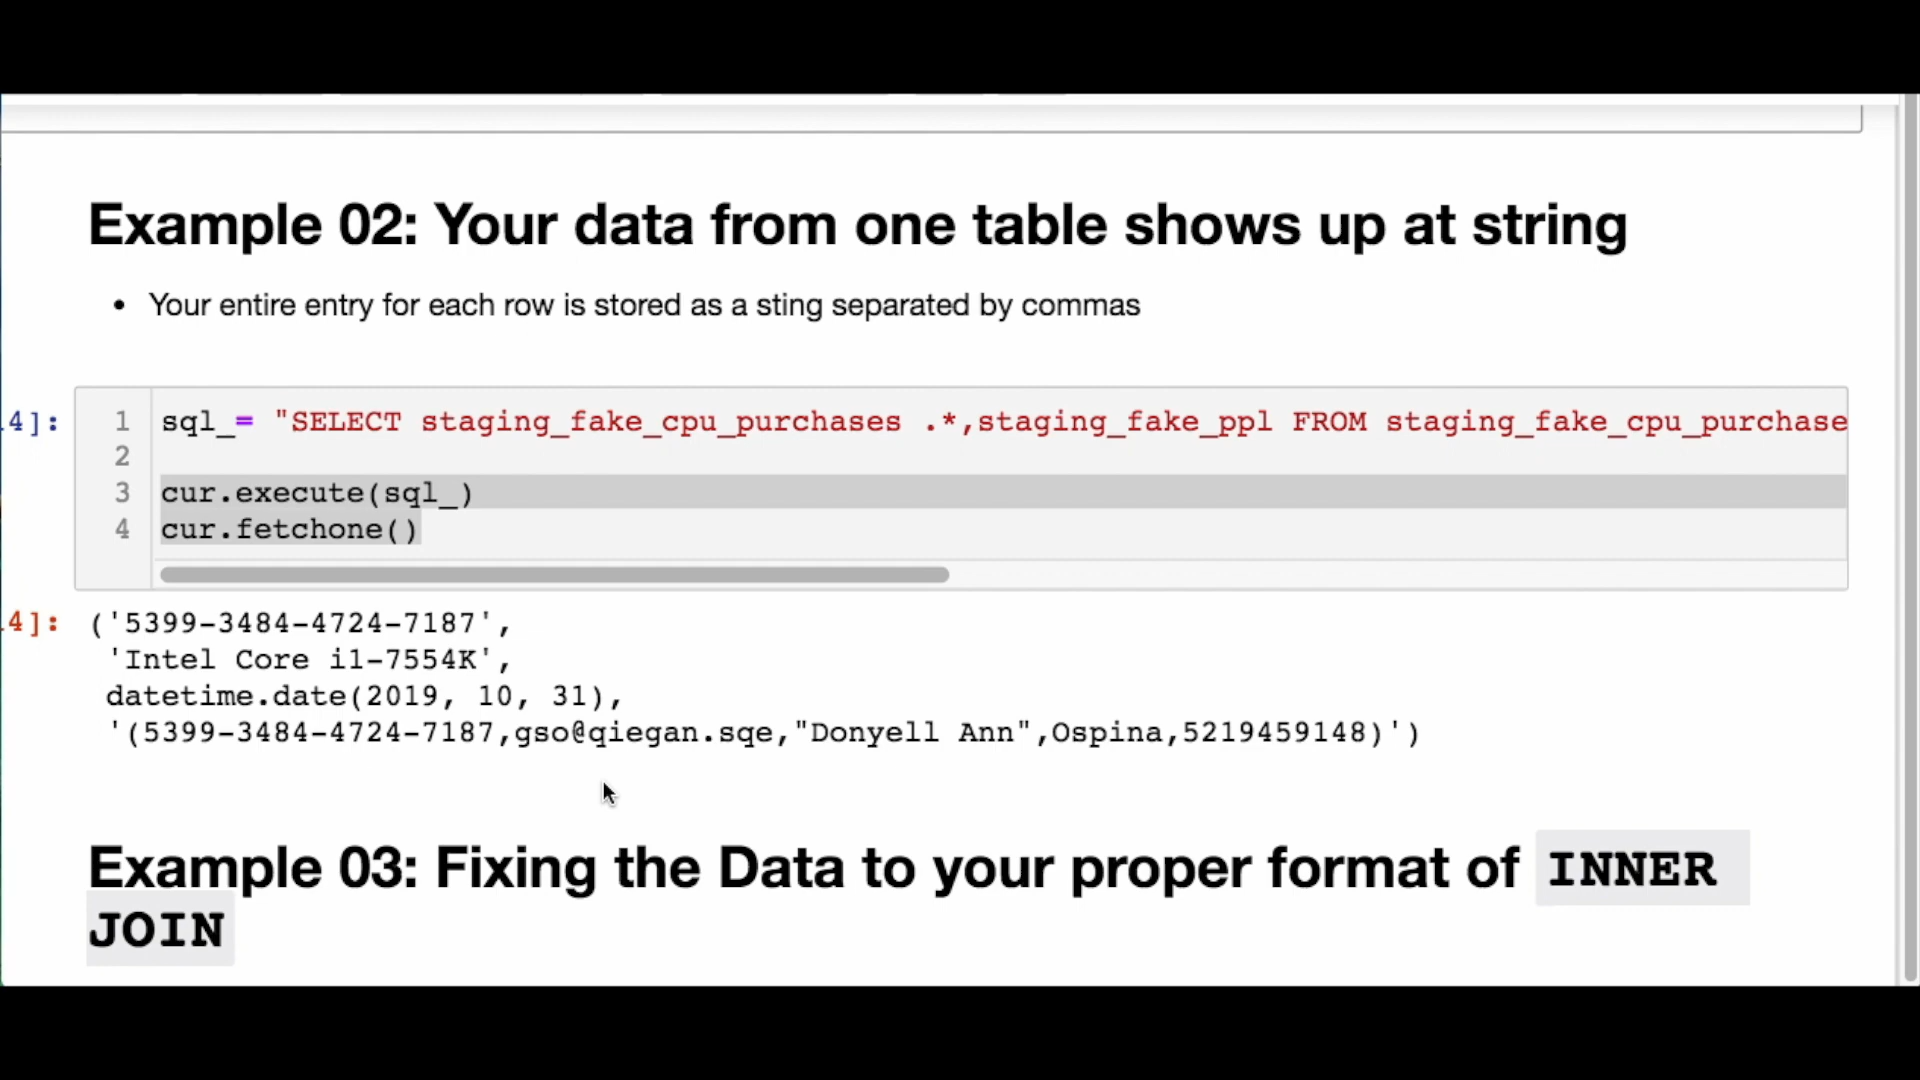 Example 02: Your data from one table shows up at string
• Your entire entry for each row is stored as a sting separated by commas
4]: 1 sql_= "SELECT staging_fake_cpu_purchases .*,staging_fake_ppl FROM staging_fake_cpu_purchase
2
3 cur.execute(sql_)
4 cur.fetchone()
4]: ('5399-3484-4724-7187',
'Intel Core i1-7554K',
datetime.date(2019, 10, 31),
'(5399-3484-4724-7187,gso@qiegan.sqe,"Donyell Ann",Ospina,5219459148)')
Example 03: Fixing the Data to your proper format of INNER
JOIN